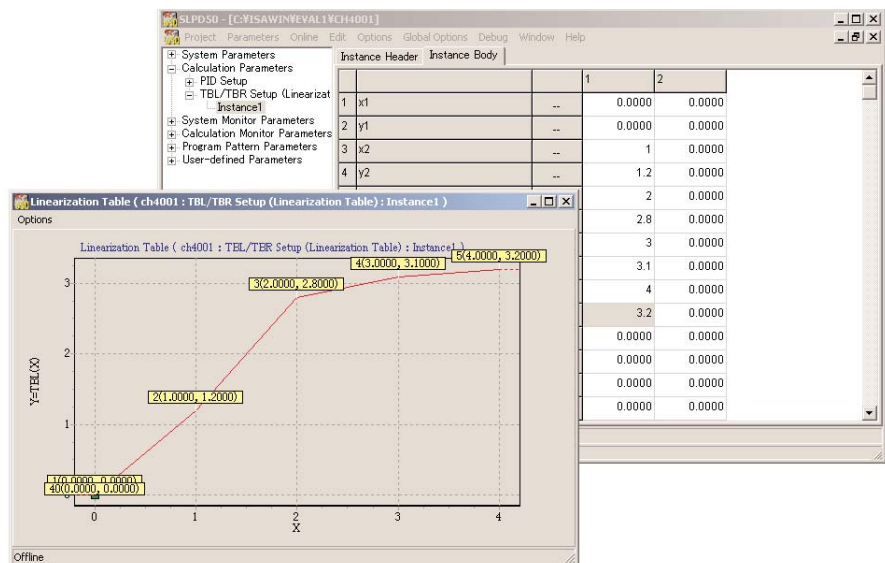 SLPDS0 - [C:¥ISAWIN¥EVAL1¥CH4001]
Project Parameters Online Edit Options Global Options Debug Window Help
System Parameters
Calculation Parameters
PID Setup
TBL/TBR Setup (Linearizat
Instance1
System Monitor Parameters
Calculation Monitor Parameters
Program Pattern Parameters
User-defined Parameters
Instance Header Instance Body
1 2
1 x1 -- 0.0000 0.0000
2 y1 -- 0.0000 0.0000
3 x2 -- 1 0.0000
4 y2 -- 1.2 0.0000
2 0.0000
2.8 0.0000
3 0.0000
3.1 0.0000
4 0.0000
3.2 0.0000
0.0000 0.0000
0.0000 0.0000
0.0000 0.0000
0.0000 0.0000
Linearization Table ( ch4001 : TBL/TBR Setup (Linearization Table) : Instance1 )
Options
Linearization Table ( ch4001 : TBL/TBR Setup (Linearization Table) : Instance1 )
5(4.0000, 3.2000)
4(3.0000, 3.1000)
3(2.0000, 2.8000)
2(1.0000, 1.2000)
1(0.0000, 0.0000)
40(0.0000, 0.0000)
Y=TBL(X)
3
2
1
0
0 1 2 3 4
X
Offline